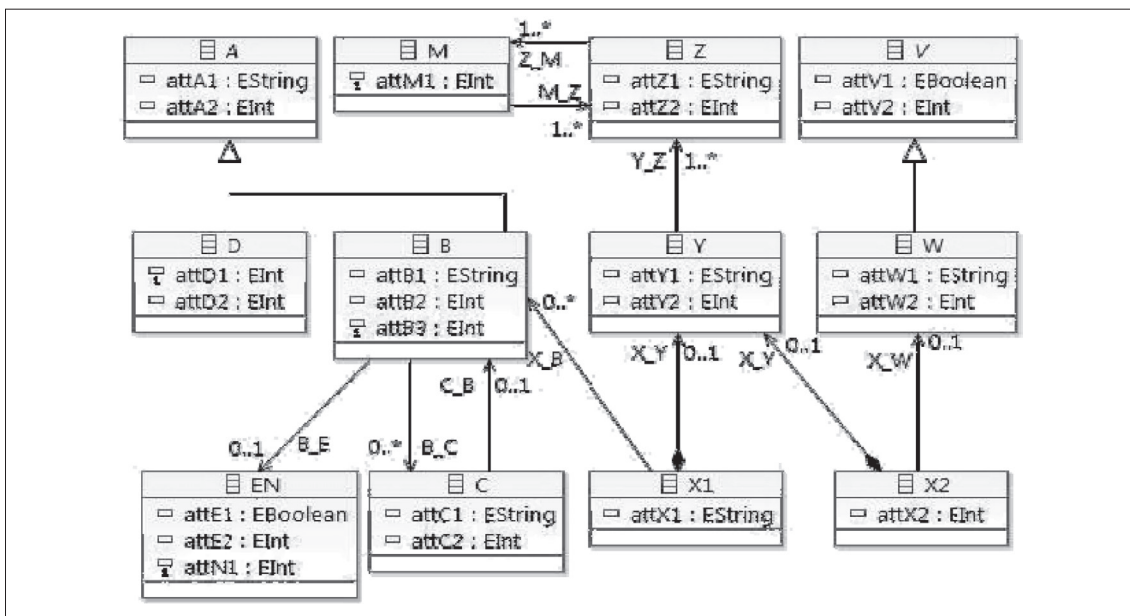 A
attA1 : EString
attA2 : EInt
M
attM1 : EInt
1..*
Z_M
M_Z
1..*
Z
attZ1 : EString
attZ2 : EInt
V
attV1 : EBoolean
attV2 : EInt
Y_Z
1..*
D
attD1 : EInt
attD2 : EInt
B
attB1 : EString
attB2 : EInt
attB3 : EInt
0..*
Y
attY1 : EString
attY2 : EInt
W
attW1 : EString
attW2 : EInt
X_B
X_Y
0..1
X_Y
0..1
X_W
0..1
C_B
0..1
0..1
B_E
0..*
B_C
EN
attE1 : EBoolean
attE2 : EInt
attN1 : EInt
C
attC1 : EString
attC2 : EInt
X1
attX1 : EString
X2
attX2 : EInt